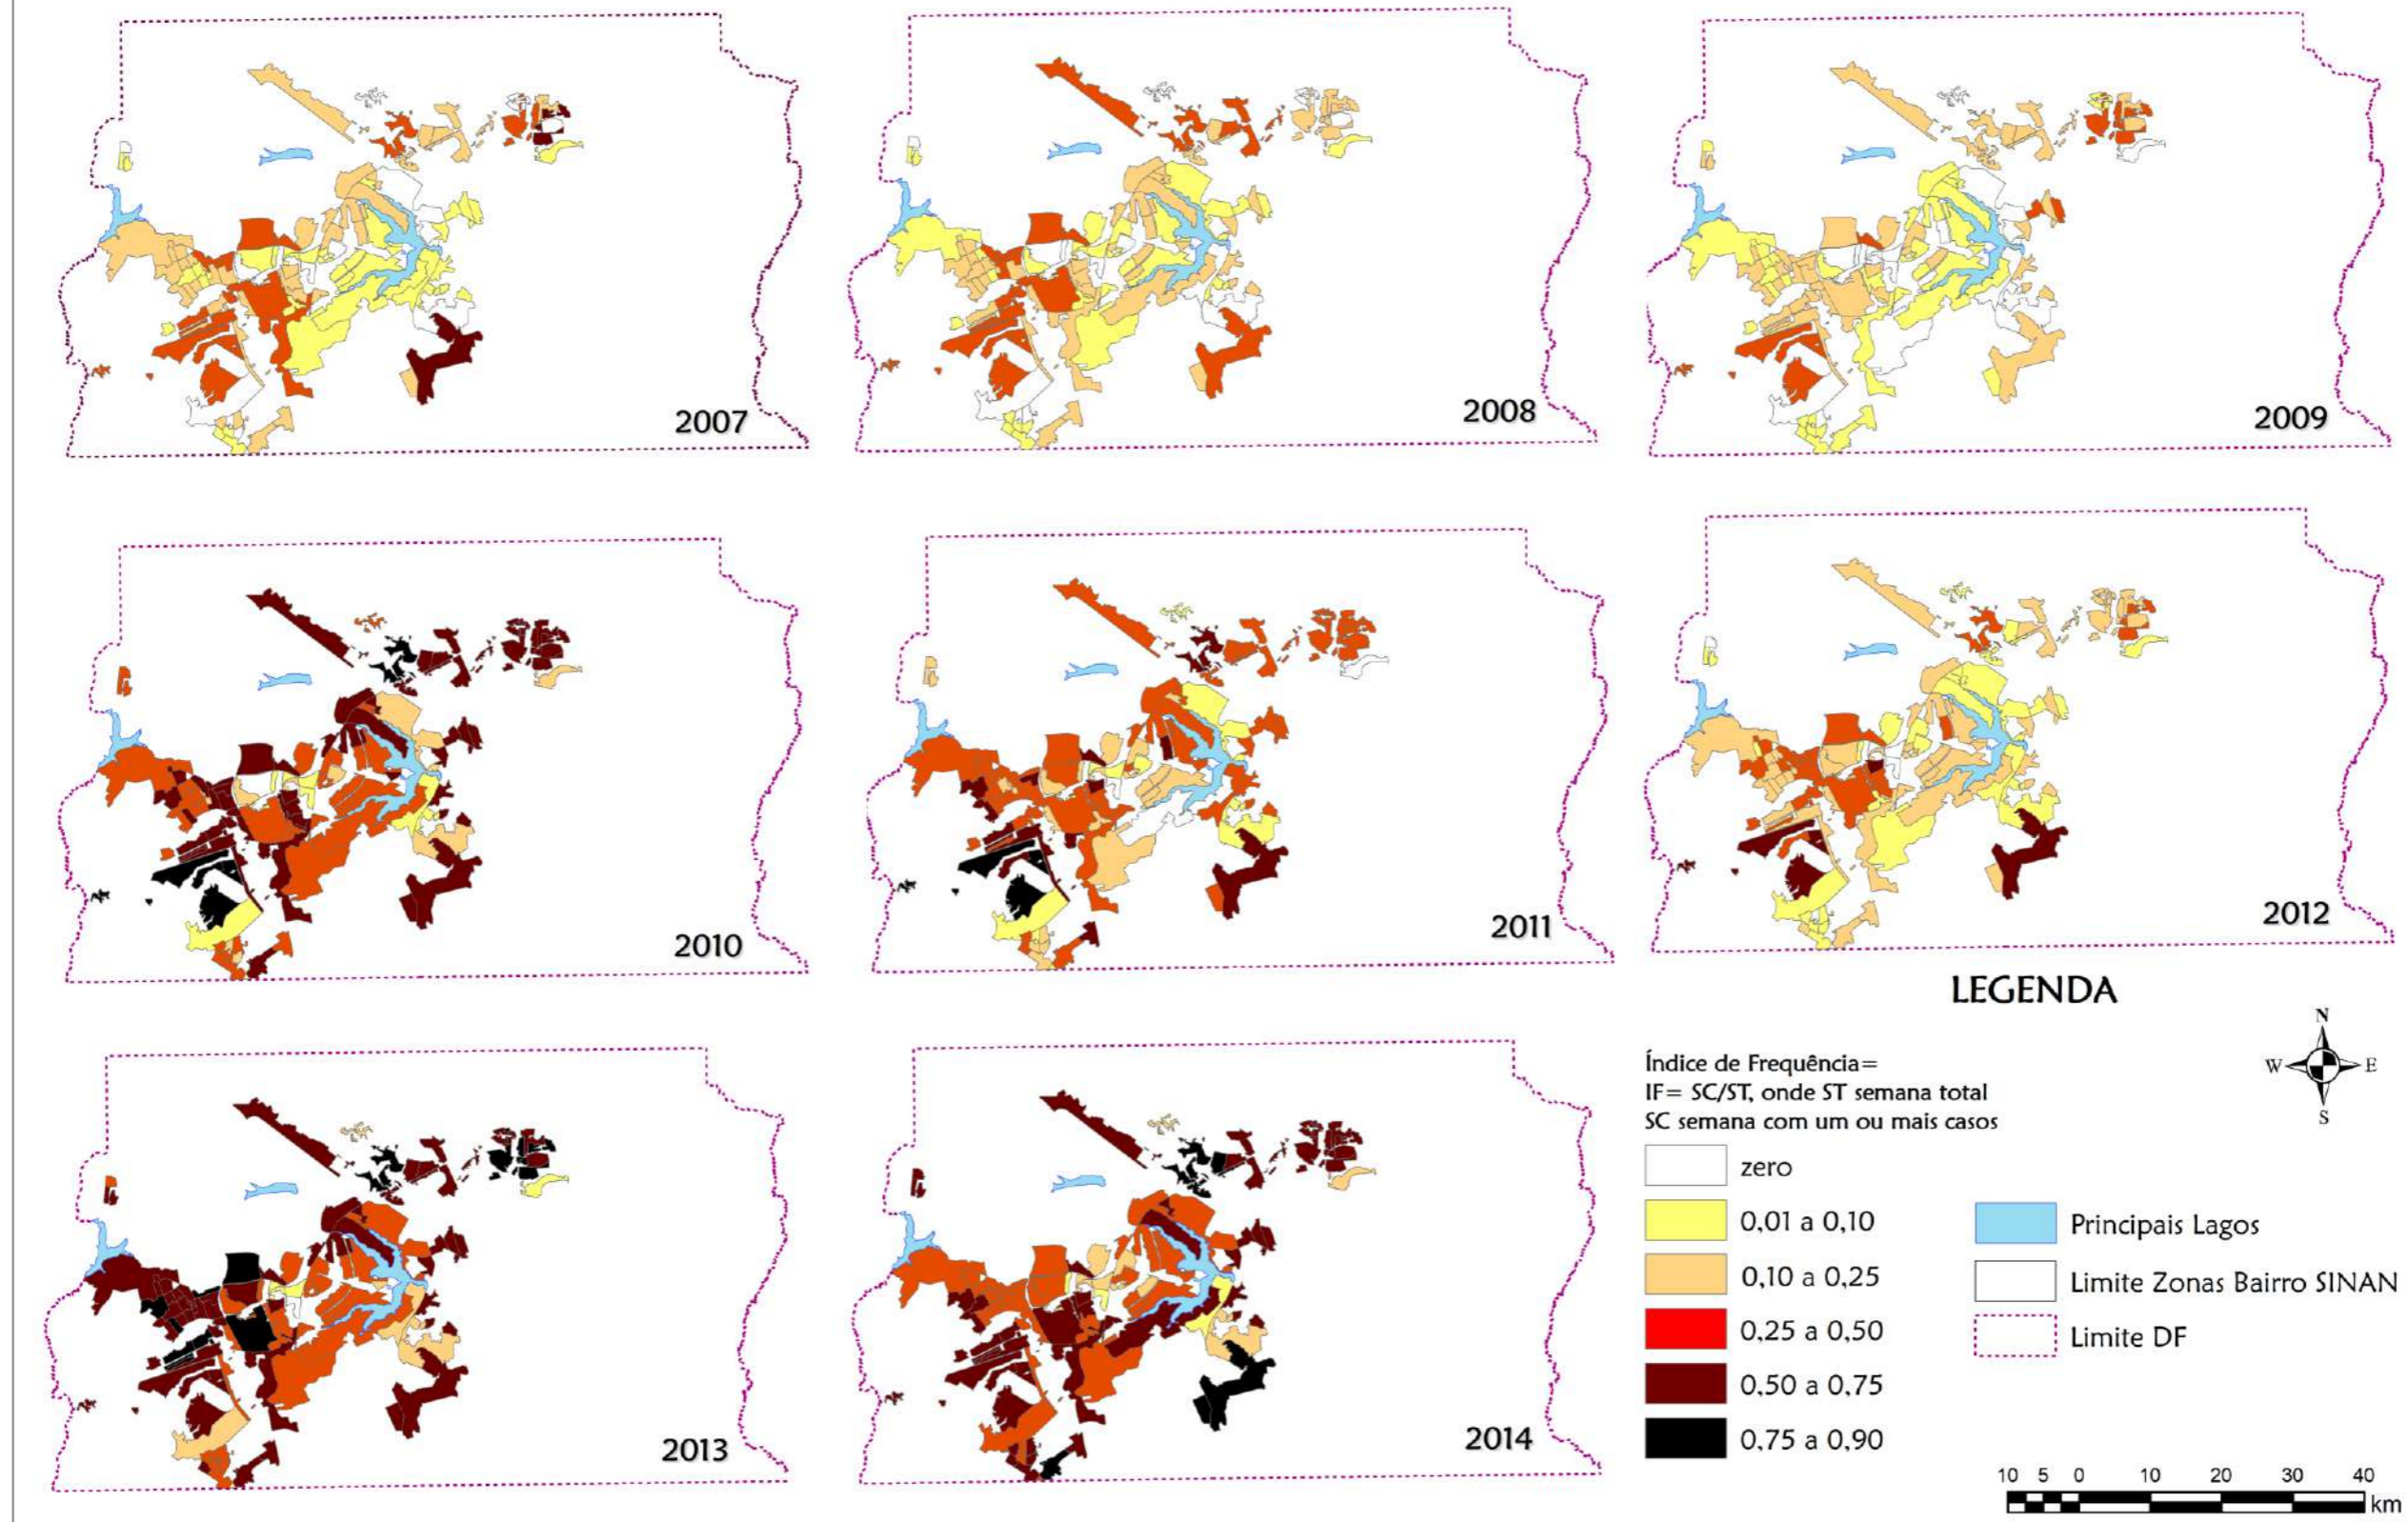 2007
2008
2009
2010
2011
2012
2013
2014
LEGENDA
N
W E
S
Índice de Frequência=
IF= SC/ST, onde ST semana total
SC semana com um ou mais casos
zero
0,01 a 0,10
0,10 a 0,25
0,25 a 0,50
0,50 a 0,75
0,75 a 0,90
Principais Lagos
Limite Zonas Bairro SINAN
Limite DF
10 5 0 10 20 30 40
km